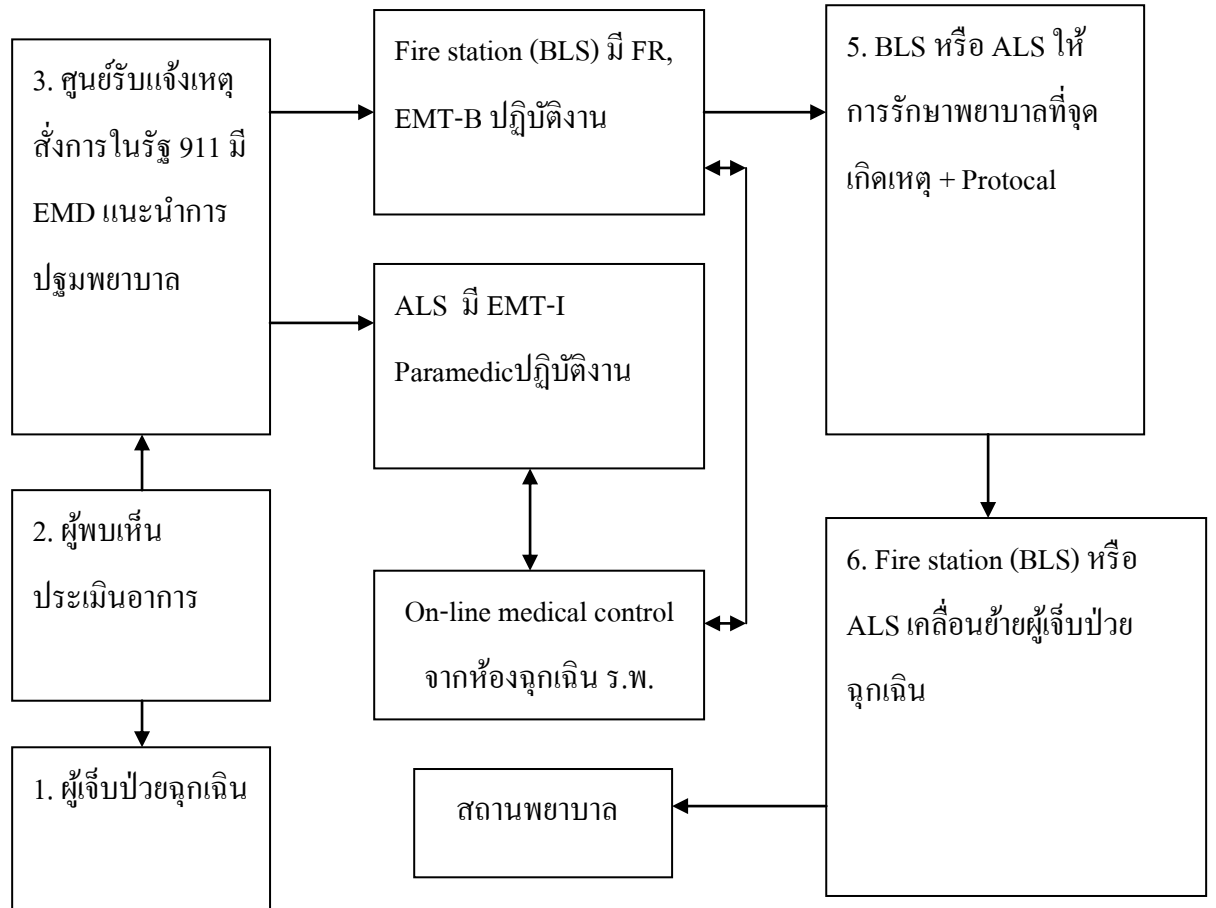 3. ศูนย์รับแจ้งเหตุ
สั่งการในรัฐ 911 มี
EMD แนะนำการ
ปฐมพยาบาล
Fire station (BLS) มี FR,
EMT-B ปฏิบัติงาน
5. BLS หรือ ALS ให้
การรักษาพยาบาลที่จุด
เกิดเหตุ + Protocal
ALS มี EMT-I
Paramedicปฏิบัติงาน
2. ผู้พบเห็น
ประเมินอาการ
On-line medical control
จากห้องฉุกเฉิน ร.พ.
6. Fire station (BLS) หรือ
ALS เคลื่อนย้ายผู้เจ็บป่วย
ฉุกเฉิน
1. ผู้เจ็บป่วยฉุกเฉิน
สถานพยาบาล